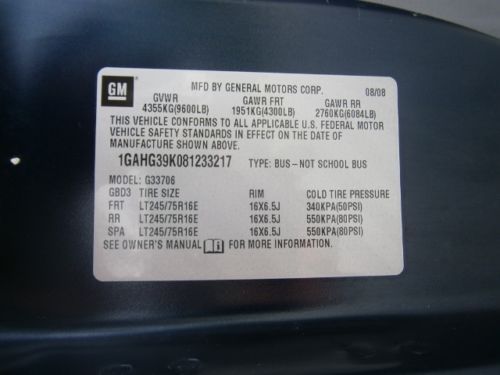 GM
MFD BY GENERAL MOTORS CORP. 08/08
GVWR GAWR FRT GAWR RR
4355KG(9600LB) 1951KG(4300LB) 2760KG(6084LB)
THIS VEHICLE CONFORMS TO ALL APPLICABLE U.S. FEDERAL MOTOR
VEHICLE SAFETY STANDARDS IN EFFECT ON THE DATE OF
MANUFACTURE SHOWN ABOVE.
1GAHG39K081233217 TYPE: BUS–NOT SCHOOL BUS
MODEL: G33706
GBD3 TIRE SIZE RIM COLD TIRE PRESSURE
FRT LT245/75R16E 16X6.5J 340KPA(50PSI)
RR LT245/75R16E 16X6.5J 550KPA(80PSI)
SPA LT245/75R16E 16X6.5J 550KPA(80PSI)
SEE OWNER'S MANUAL FOR MORE INFORMATION.